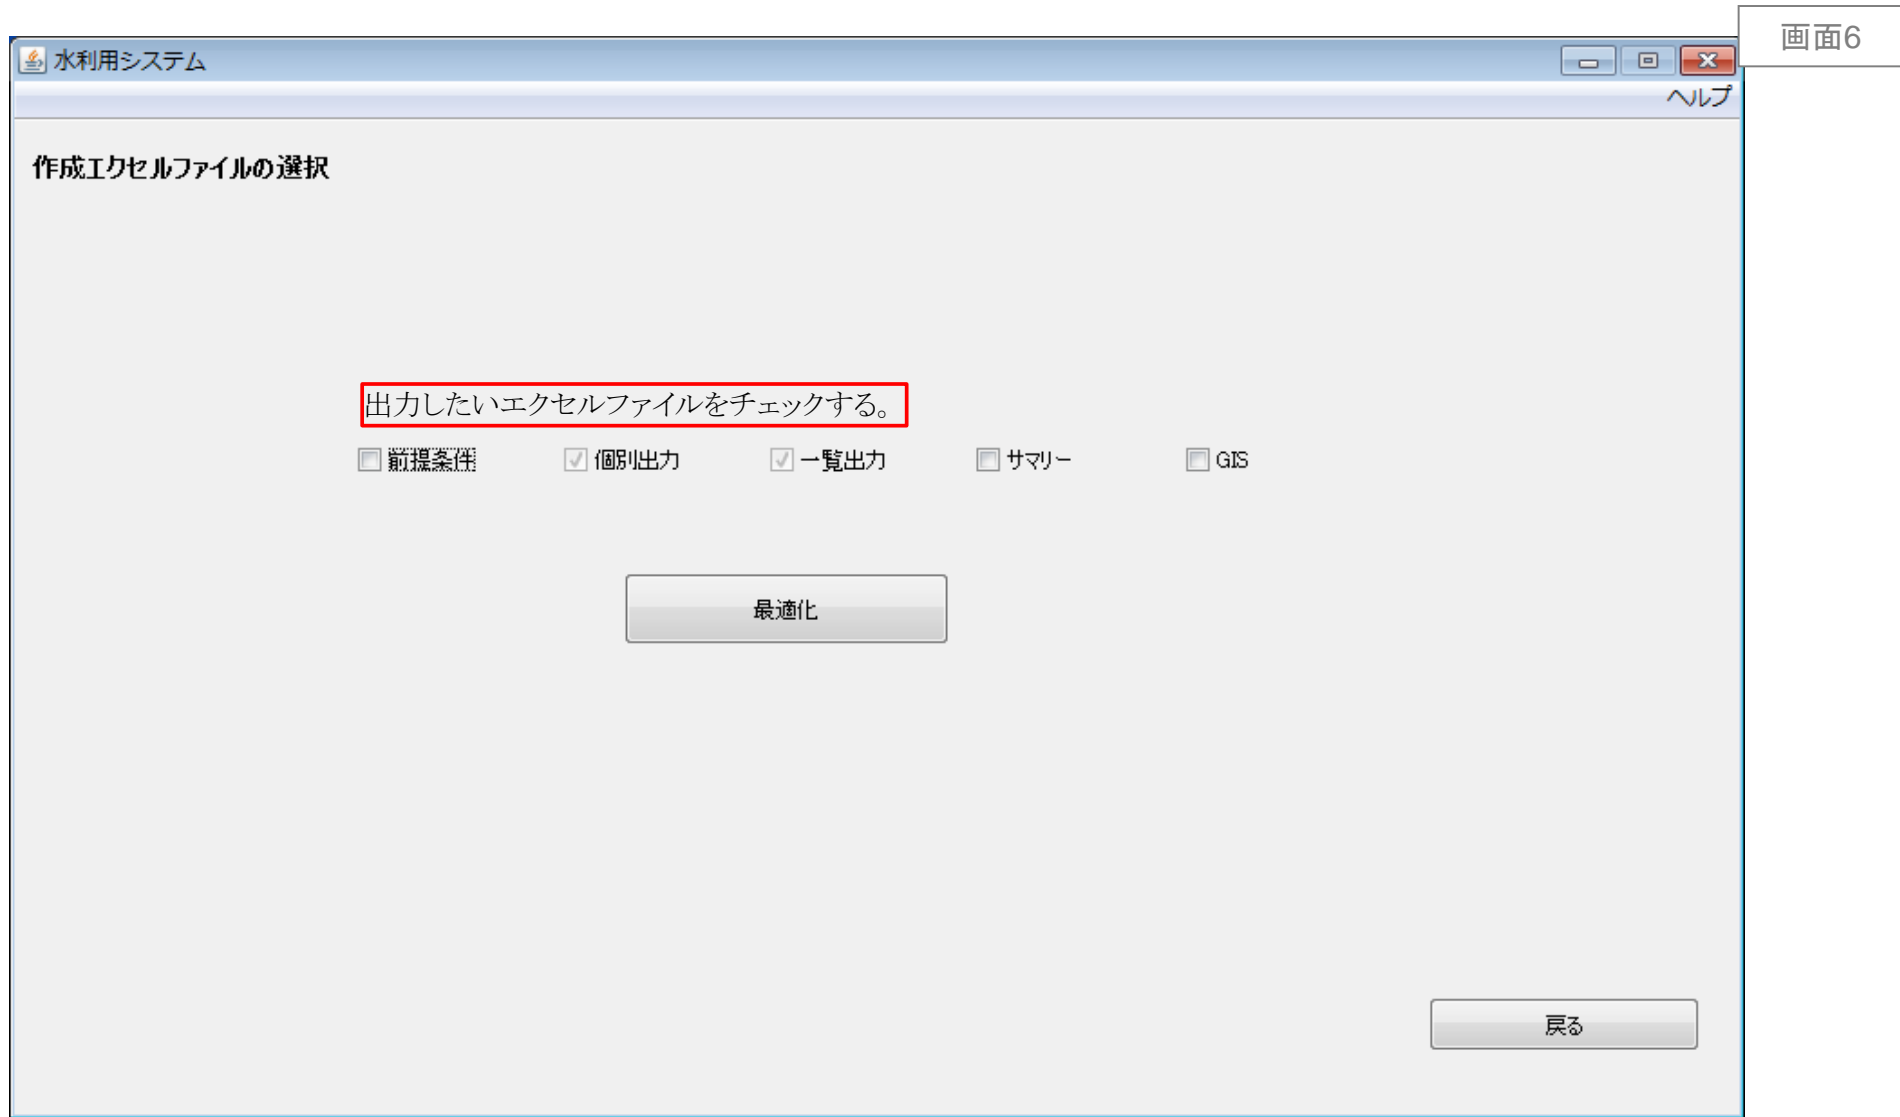 画面6
水利用システム
ヘルプ
作成エクセルファイルの選択
出力したいエクセルファイルをチェックする。
前提条件 個別出力 一覧出力 サマリー GIS
最適化
戻る